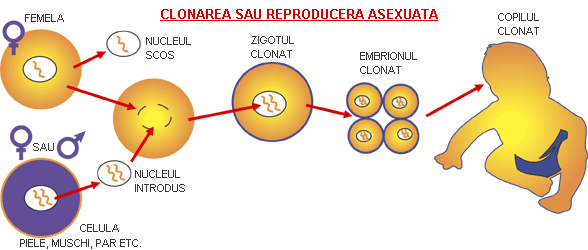 CLONAREA SAU REPRODUCERA ASEXUATA
FEMELA
NUCLEUL
SCOS
ZIGOTUL
CLONAT
EMBRIONUL
CLONAT
COPILUL
CLONAT
SAU
NUCLEUL
INTRODUS
CELULA
PIELE, MUSCHI, PAR ETC.